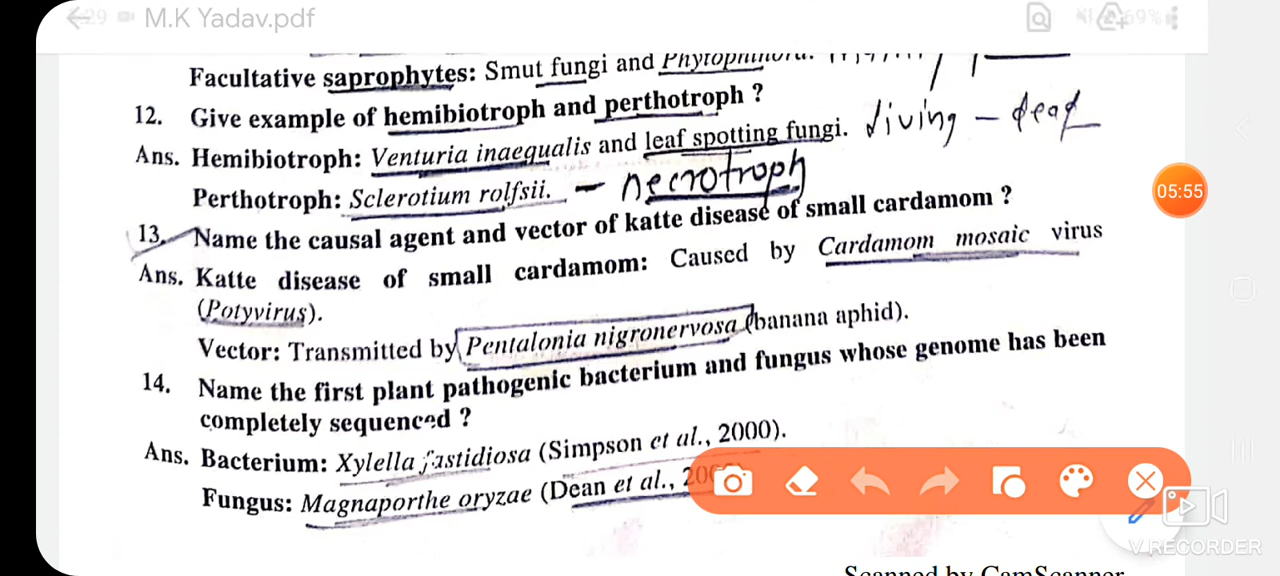 M.K Yadav.pdf
69%
Facultative saprophytes: Smut fungi and Phytophthora.
12. Give example of hemibiotroph and perthotroph ?
living - dead
Ans. Hemibiotroph: Venturia inaequalis and leaf spotting fungi.
Perthotroph: Sclerotium rolfsii. - necrotroph
05:55
13. Name the causal agent and vector of katte disease of small cardamom ?
Ans. Katte disease of small cardamom: Caused by Cardamom mosaic virus
(Potyvirus).
Vector: Transmitted by Pentalonia nigronervosa (banana aphid).
14. Name the first plant pathogenic bacterium and fungus whose genome has been
completely sequenced ?
Ans. Bacterium: Xylella fastidiosa (Simpson et al., 2000).
Fungus: Magnaporthe oryzae (Dean et al.,
V RECORDER
Scanned by CamScanner